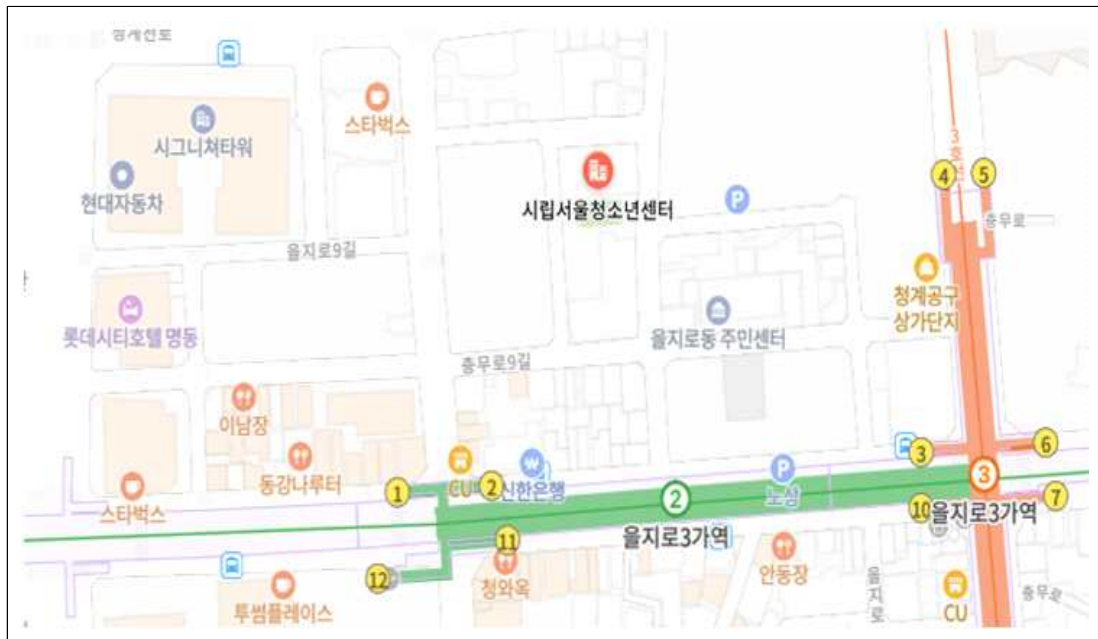 청계천로
스타벅스
시그니쳐타워
현대자동차
시립서울청소년센터
P
3호선
4
5
충무로
을지로9길
청계공구
상가단지
롯데시티호텔 명동
을지로동 주민센터
충무로9길
이남장
동강나루터
스타벅스
1
CU
2
신한은행
2
을지로3가역
P
노상
3
6
3
을지로3가역
7
10
11
12
청와옥
안동장
투썸플레이스
을지로
CU
충무로